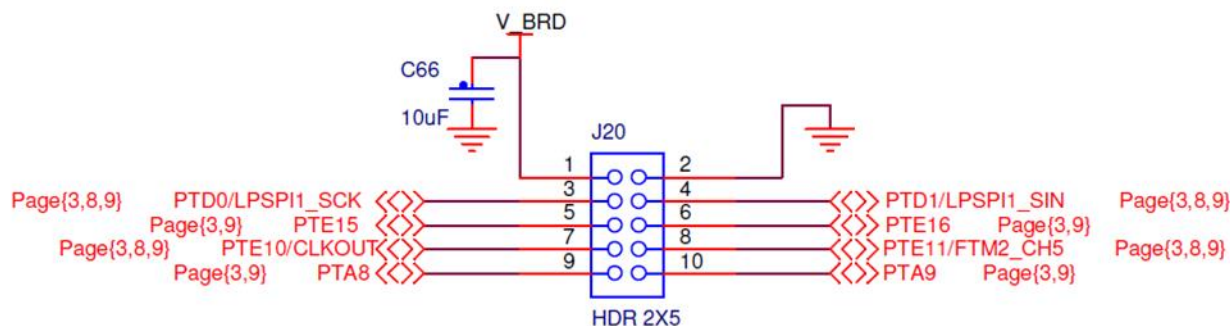 V_BRD
C66
10uF
J20
1 2
Page{3,8,9} PTD0/LPSPI1_SCK 3 4 PTD1/LPSPI1_SIN Page{3,8,9}
Page{3,9} PTE15 5 6 PTE16 Page{3,9}
Page{3,8,9} PTE10/CLKOUT 7 8 PTE11/FTM2_CH5 Page{3,8,9}
Page{3,9} PTA8 9 10 PTA9 Page{3,9}
HDR 2X5